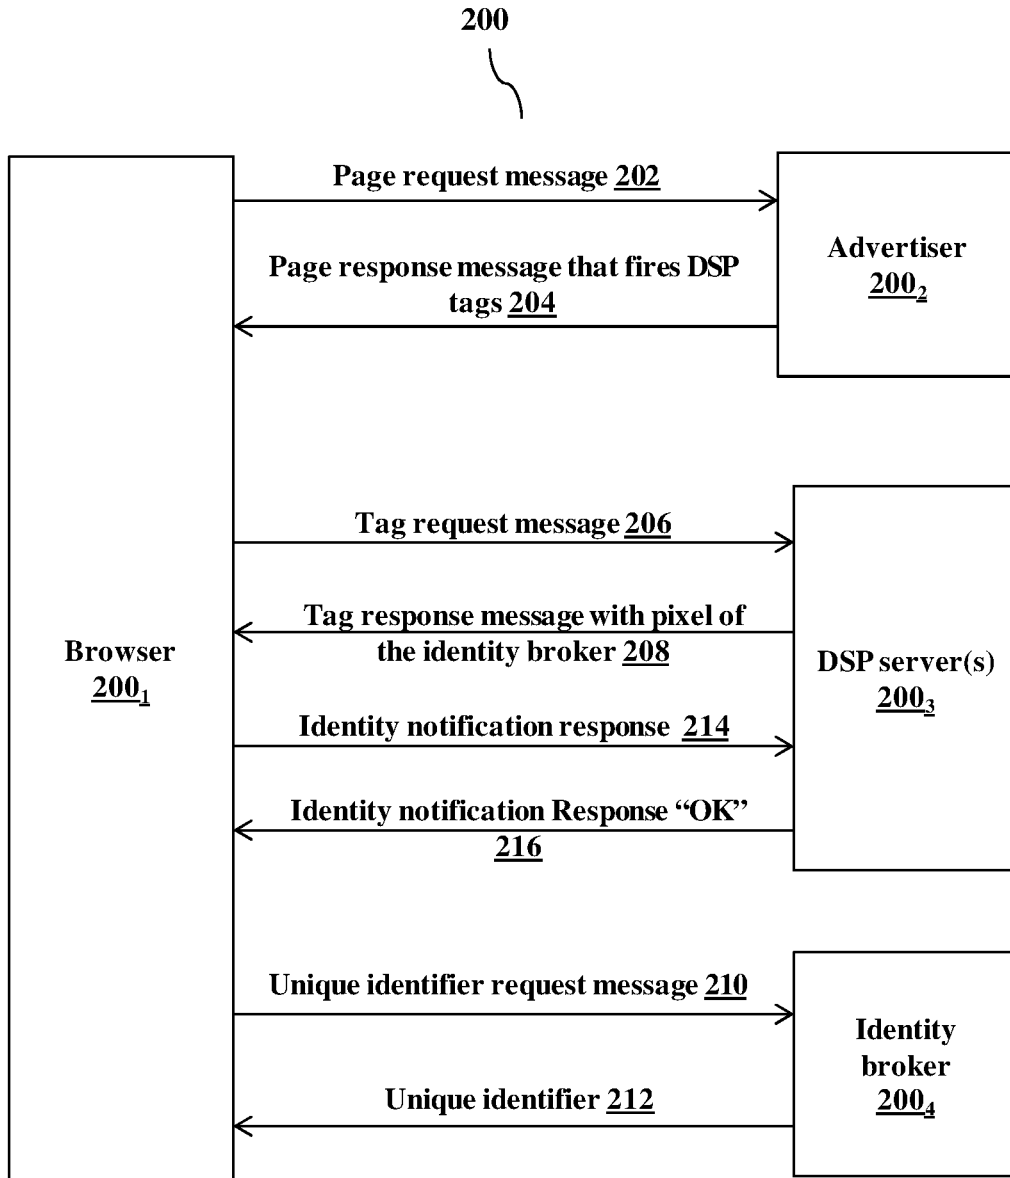 200
Page request message 202
Page response message that fires DSP
tags 204
Advertiser
200₂
Tag request message 206
Tag response message with pixel of
the identity broker 208
Browser
200₁
DSP server(s)
200₃
Identity notification response 214
Identity notification Response “OK”
216
Unique identifier request message 210
Identity
broker
200₄
Unique identifier 212